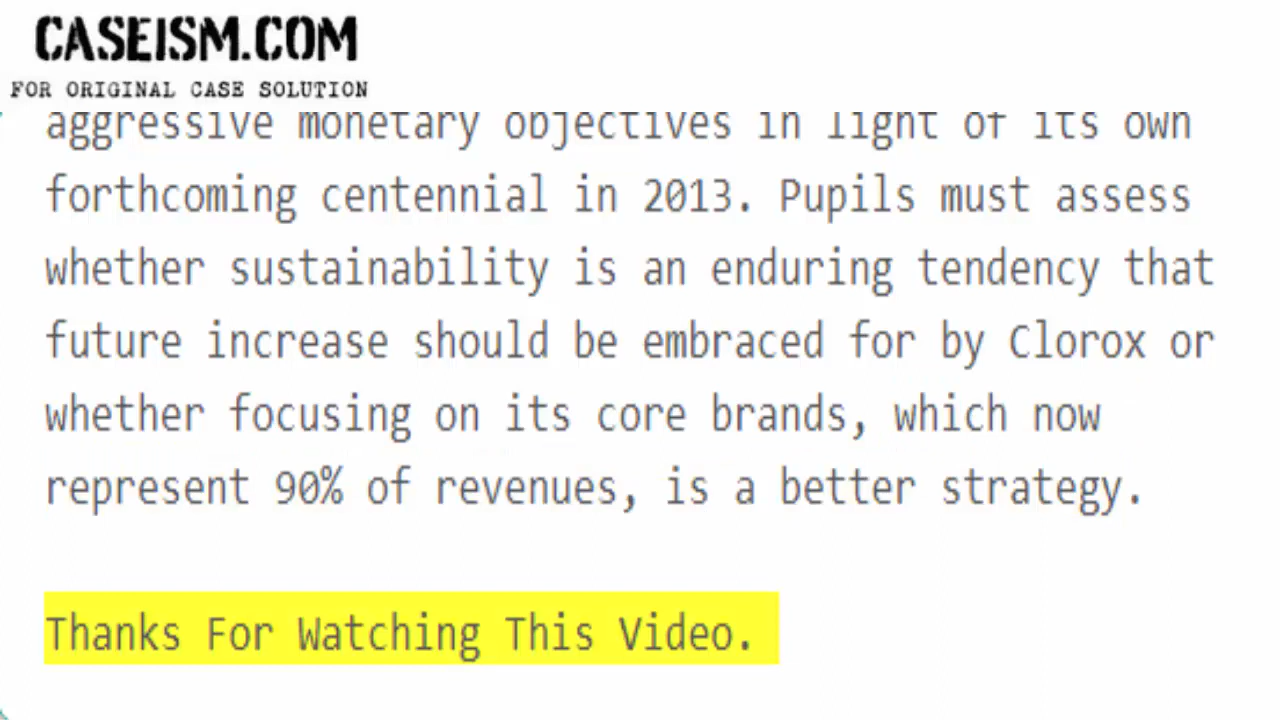 CASEISM.COM
FOR ORIGINAL CASE SOLUTION
aggressive monetary objectives in light of its own
forthcoming centennial in 2013. Pupils must assess
whether sustainability is an enduring tendency that
future increase should be embraced for by Clorox or
whether focusing on its core brands, which now
represent 90% of revenues, is a better strategy.
Thanks For Watching This Video.